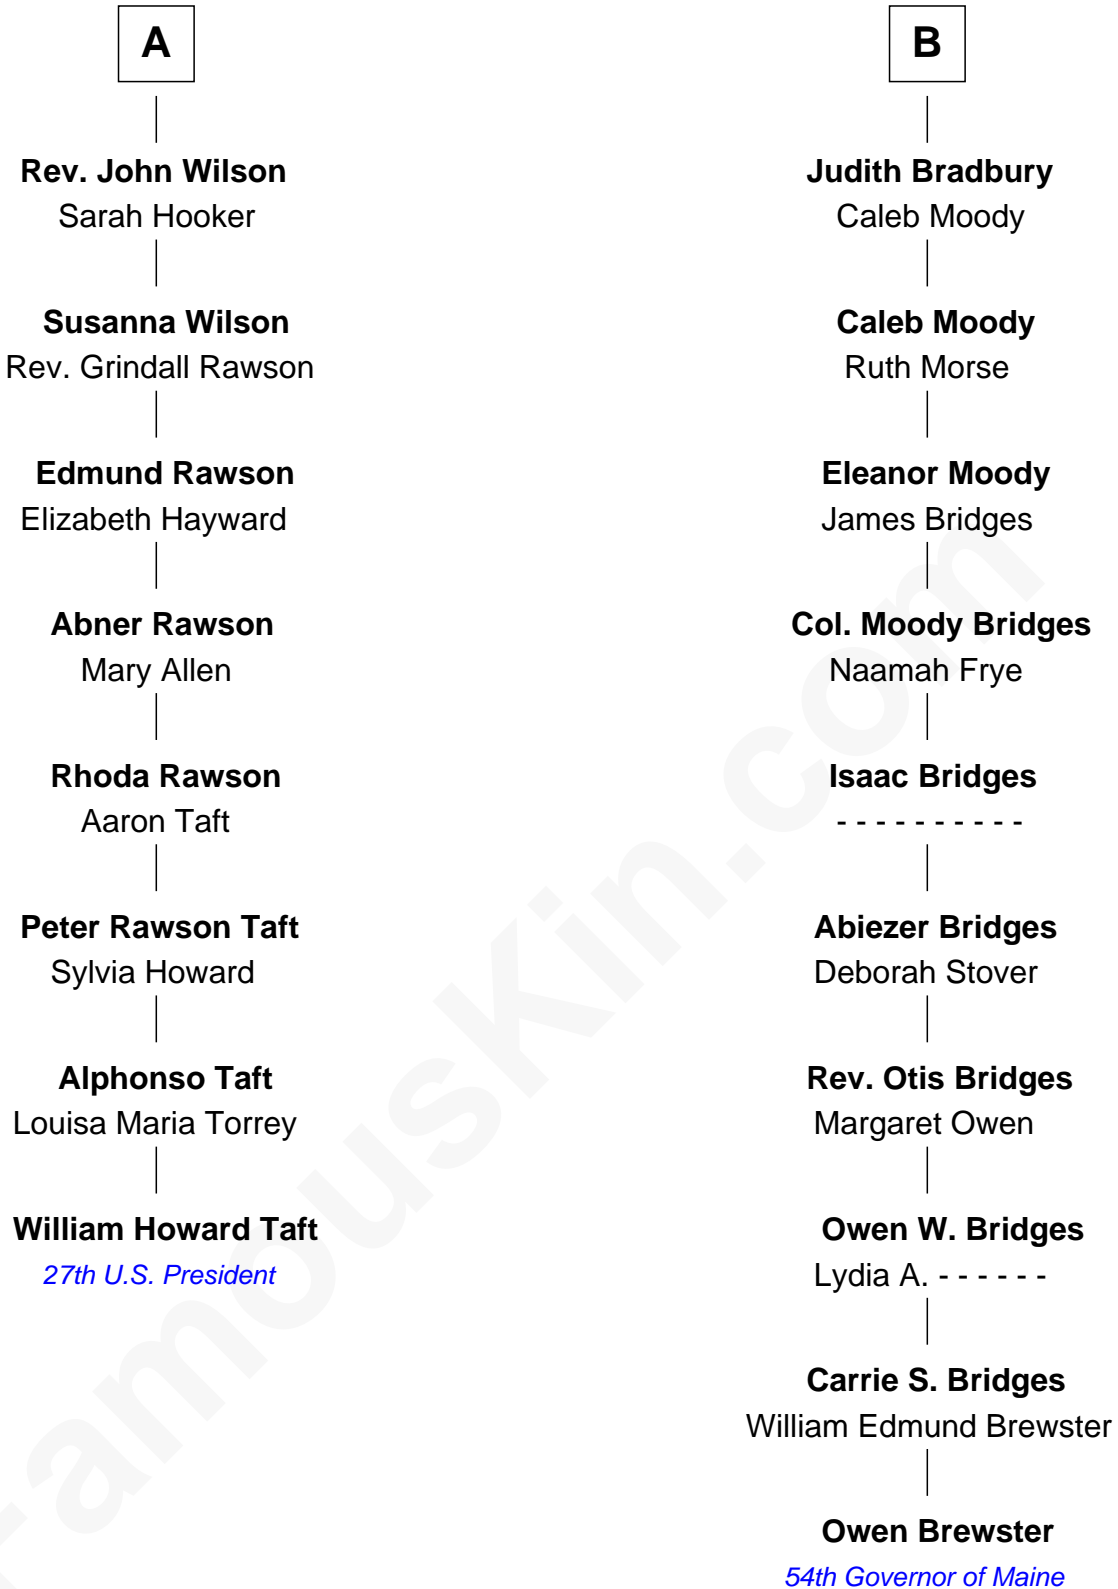 A
Rev. John Wilson
Sarah Hooker
Susanna Wilson
Rev. Grindall Rawson
Edmund Rawson
Elizabeth Hayward
Abner Rawson
Mary Allen
Rhoda Rawson
Aaron Taft
Peter Rawson Taft
Sylvia Howard
Alphonso Taft
Louisa Maria Torrey
William Howard Taft
27th U.S. President
B
Judith Bradbury
Caleb Moody
Caleb Moody
Ruth Morse
Eleanor Moody
James Bridges
Col. Moody Bridges
Naamah Frye
Isaac Bridges
- - - - - - - - - -
Abiezer Bridges
Deborah Stover
Rev. Otis Bridges
Margaret Owen
Owen W. Bridges
Lydia A. - - - - - -
Carrie S. Bridges
William Edmund Brewster
Owen Brewster
54th Governor of Maine
FamousKin.com